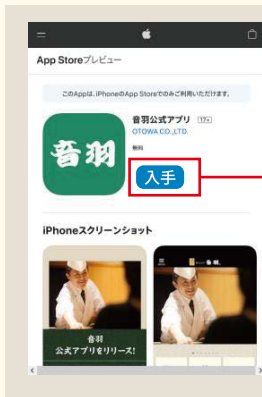 App Storeプレビュー
このAppは、iPhoneのApp Storeでのみご利用いただけます。
音羽
音羽公式アプリ 17+
OTOWA CO.,LTD.
無料
入手
iPhoneスクリーンショット
音羽
公式アプリをリリース!
音羽